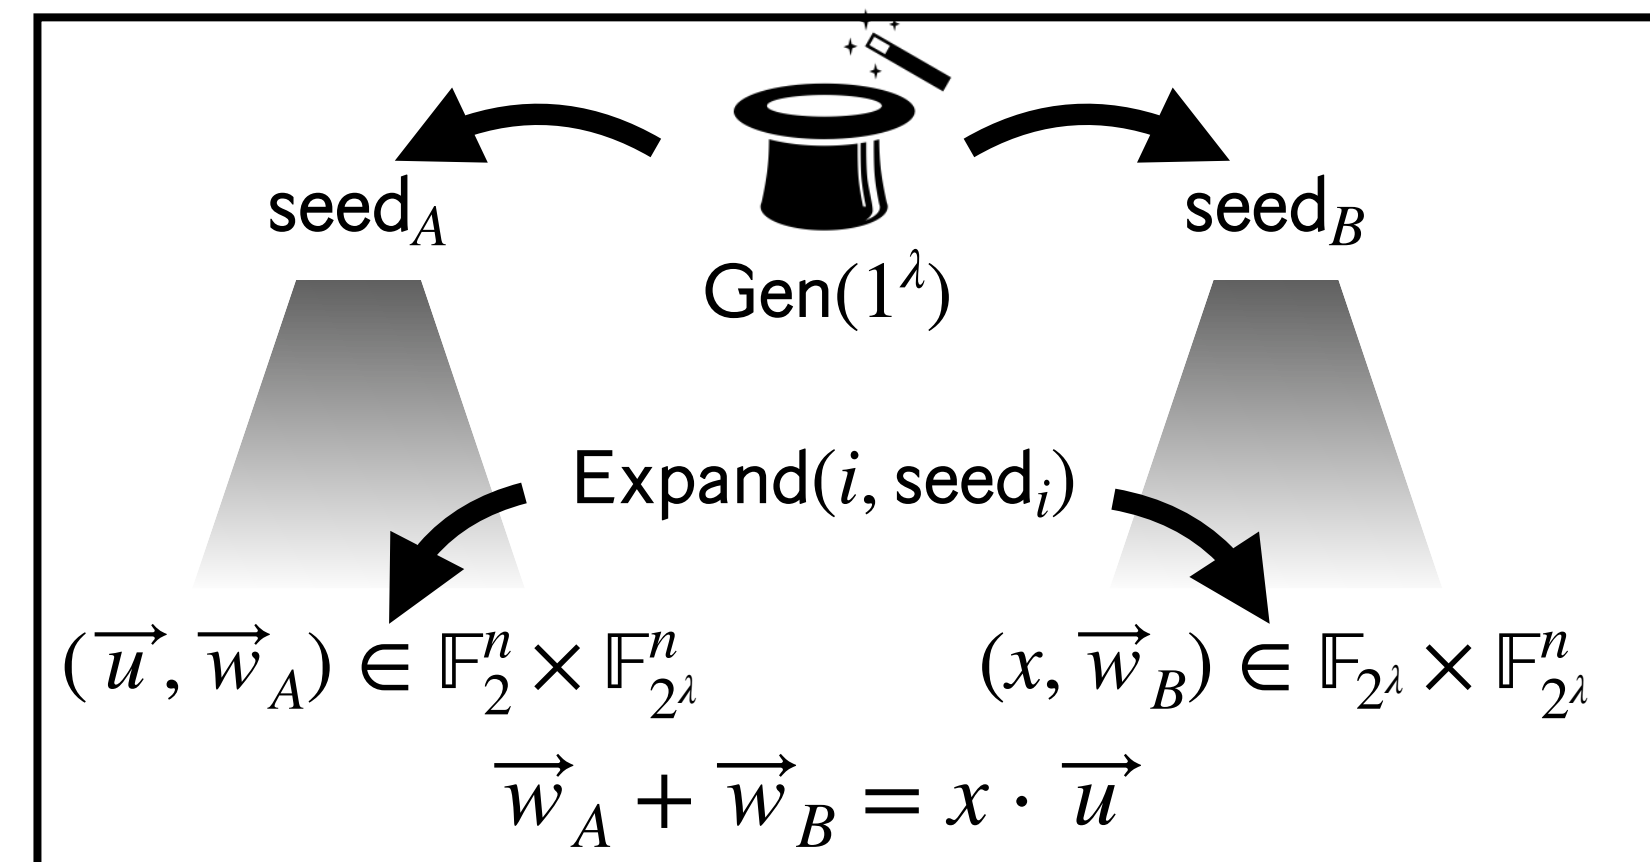 seed_A seed_B
Gen(1^λ)
Expand(i, seed_i)
(u⃗, w⃗_A) ∈ 𝔽_2^n × 𝔽_{2^λ}^n (x, w⃗_B) ∈ 𝔽_{2^λ} × 𝔽_{2^λ}^n
w⃗_A + w⃗_B = x · u⃗